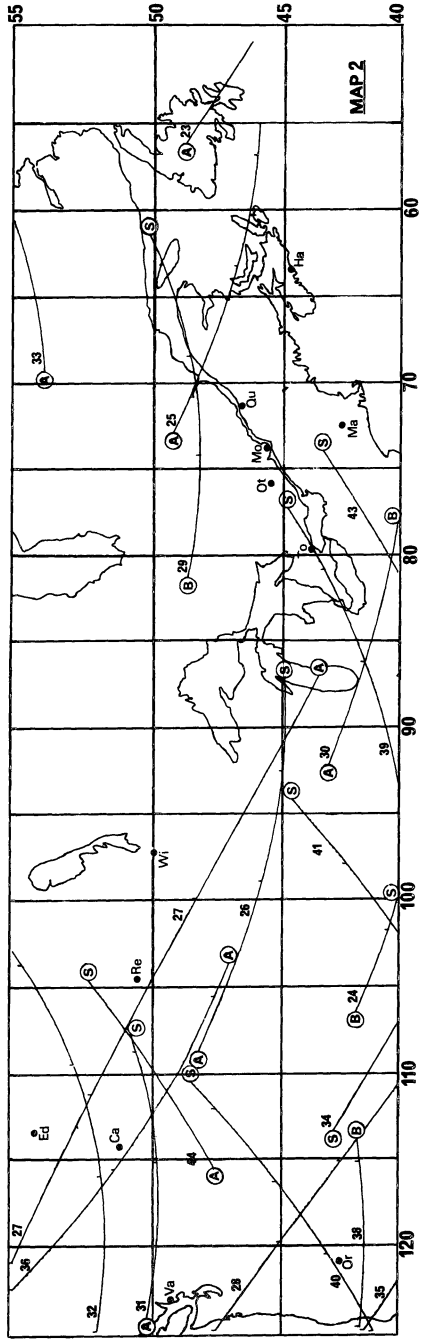 55
27
36
33
A
Ed
32
S
Ca
Re
S
31
A
S
50
Wi
Va
25
A
29
B
23
A
27
S
A
44
A
26
A
28
Qu
Mo
Ot
S
S
S
45
Ha
To
A
S
41
A
30
S
34
40
Or
Ma
43
24
B
B
38
MAP 2
35
39
S
B
40
120 110 100 90 80 70 60